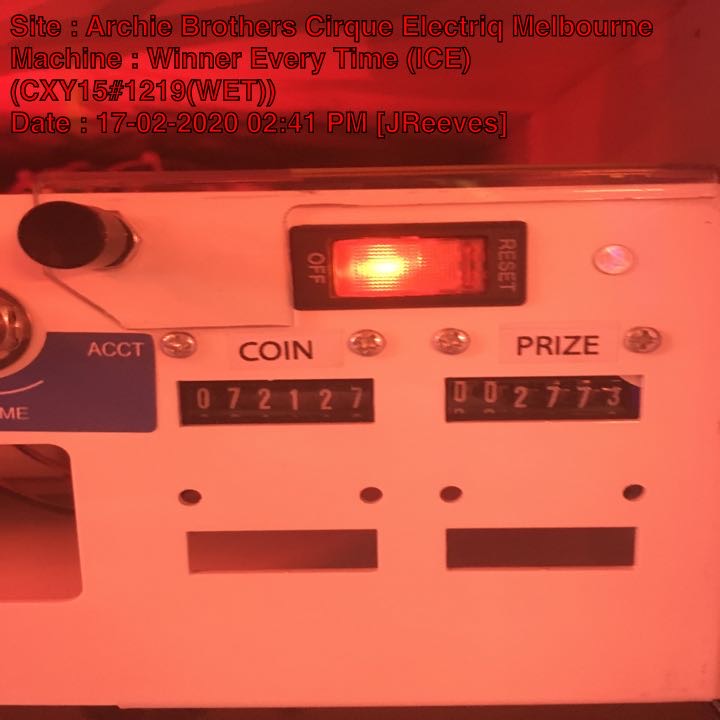 Site : Archie Brothers Cirque Electriq Melbourne
Machine : Winner Every Time (ICE)
(CXY15#1219(WET))
Date : 17-02-2020 02:41 PM [JReeves]
OFF
RESET
ACCT
COIN
PRIZE
072127
002773
ME